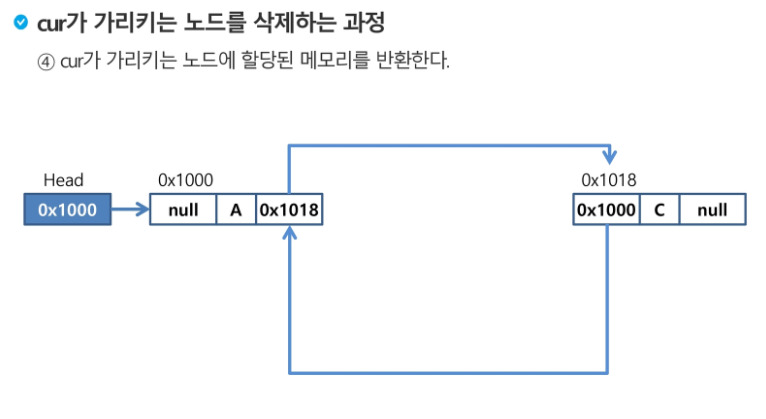 cur가 가리키는 노드를 삭제하는 과정
④ cur가 가리키는 노드에 할당된 메모리를 반환한다.
Head 0x1000 0x1018
0x1000 null A 0x1018 0x1000 C null